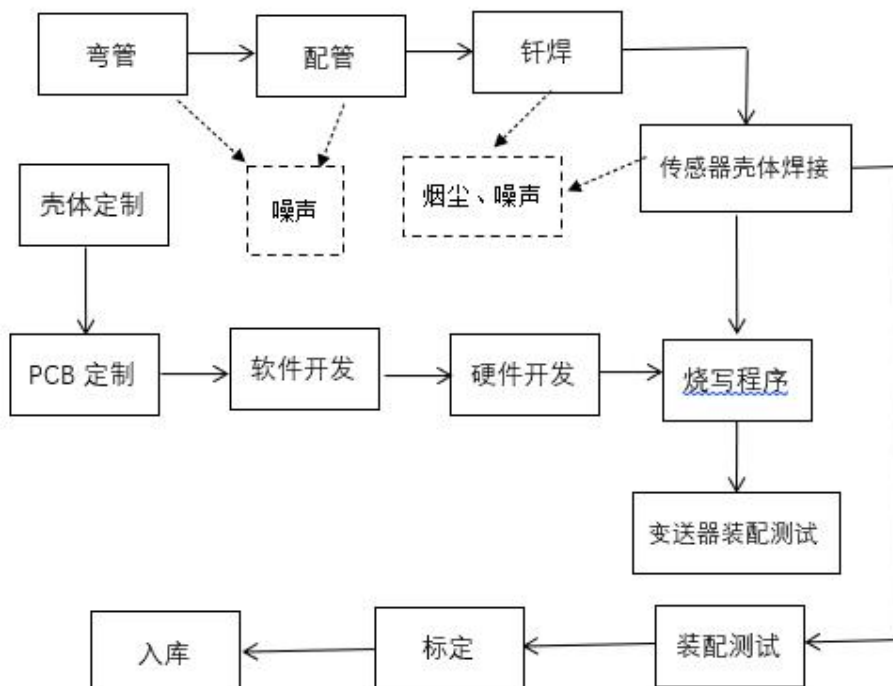 弯管
配管
钎焊
传感器壳体焊接
壳体定制
噪声
烟尘、噪声
PCB 定制
软件开发
硬件开发
烧写程序
变送器装配测试
入库
标定
装配测试